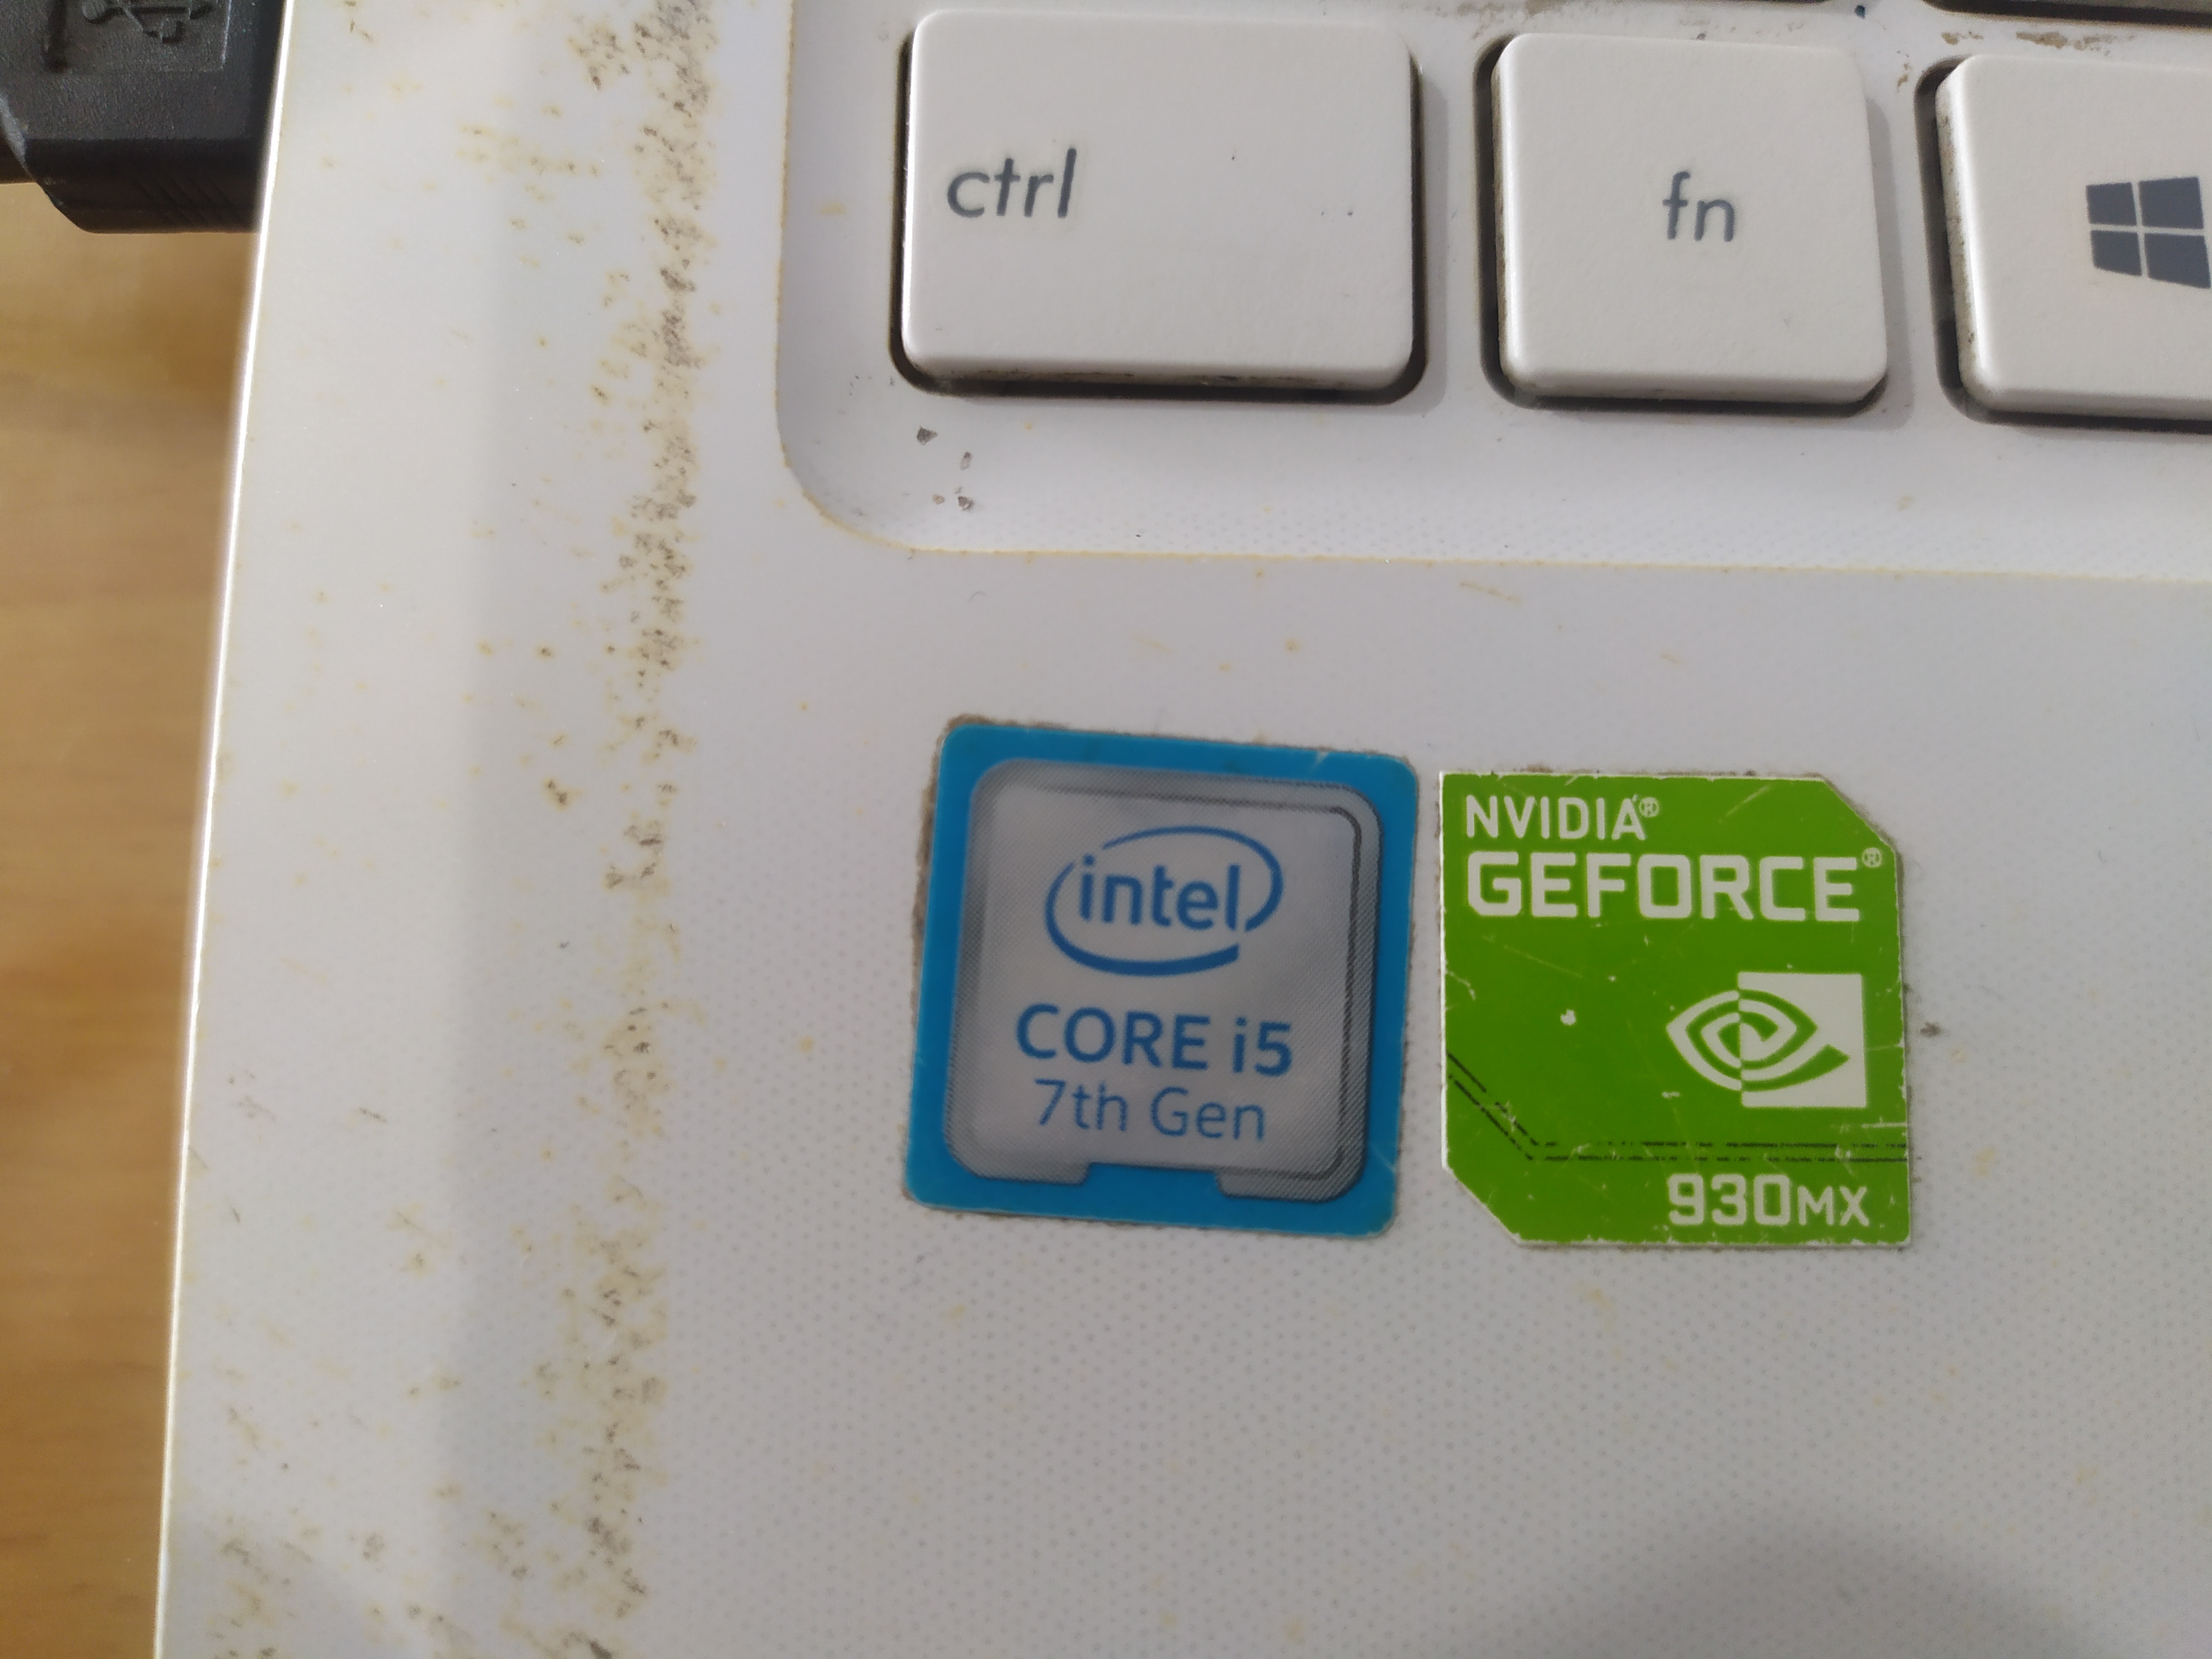 intel
CORE i5
7th Gen
NVIDIA®
GEFORCE®
930MX
ctrl
fn